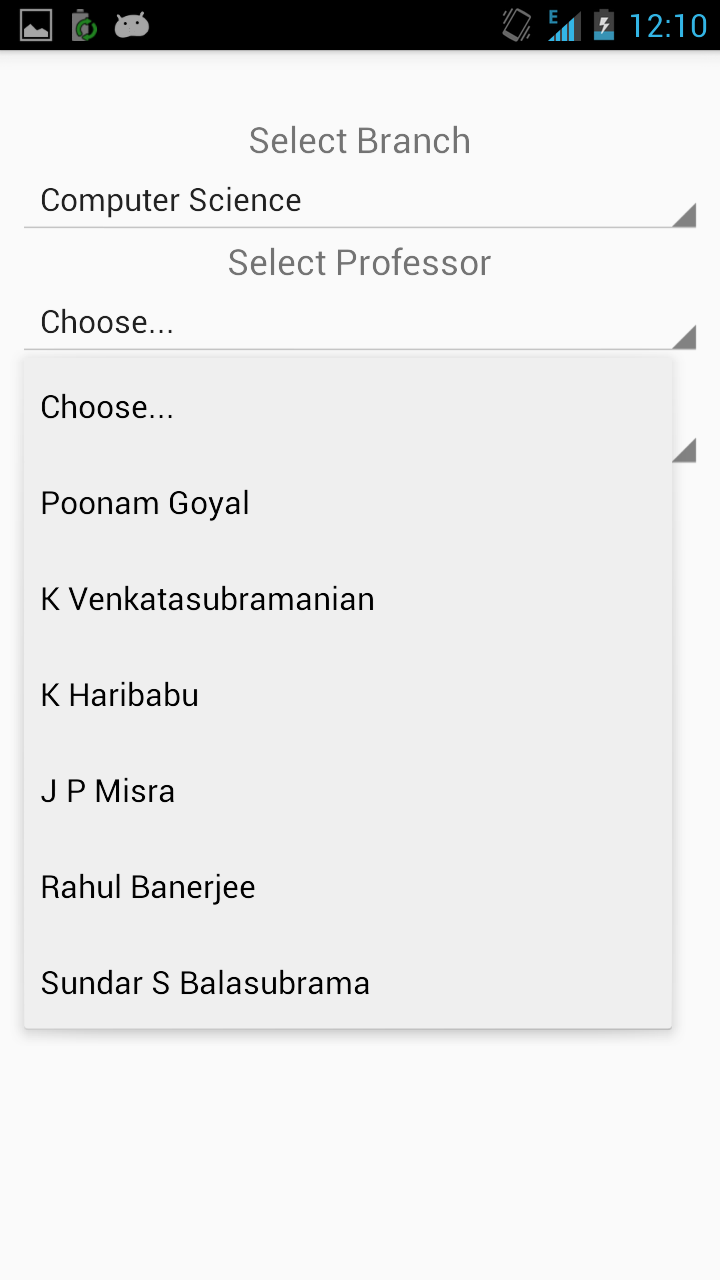 E 12:10
Select Branch
Computer Science
Select Professor
Choose...
Choose...
Poonam Goyal
K Venkatasubramanian
K Haribabu
J P Misra
Rahul Banerjee
Sundar S Balasubrama